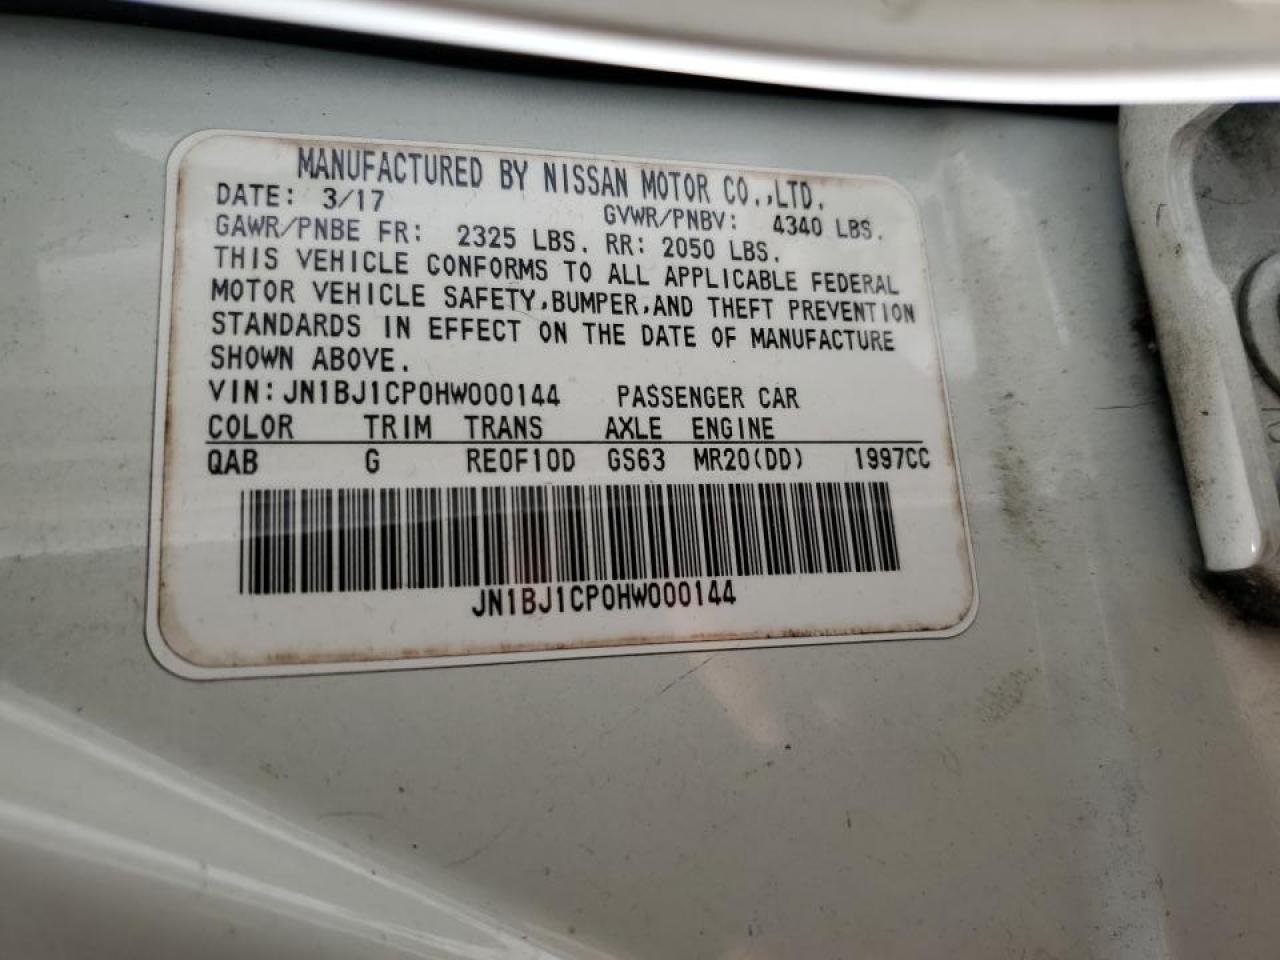 MANUFACTURED BY NISSAN MOTOR CO.,LTD.
DATE: 3/17 GVWR/PNBV: 4340 LBS.
GAWR/PNBE FR: 2325 LBS. RR: 2050 LBS.
THIS VEHICLE CONFORMS TO ALL APPLICABLE FEDERAL
MOTOR VEHICLE SAFETY,BUMPER,AND THEFT PREVENTION
STANDARDS IN EFFECT ON THE DATE OF MANUFACTURE
SHOWN ABOVE.
VIN:JN1BJ1CP0HW000144 PASSENGER CAR
COLOR TRIM TRANS AXLE ENGINE
QAB G RE0F10D GS63 MR20(DD) 1997CC
JN1BJ1CP0HW000144